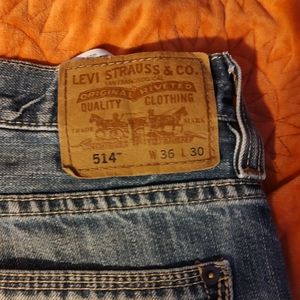 LEVI STRAUSS & CO.
ORIGINAL RIVETED
QUALITY CLOTHING
TRADE MARK
514™ W 36 L 30